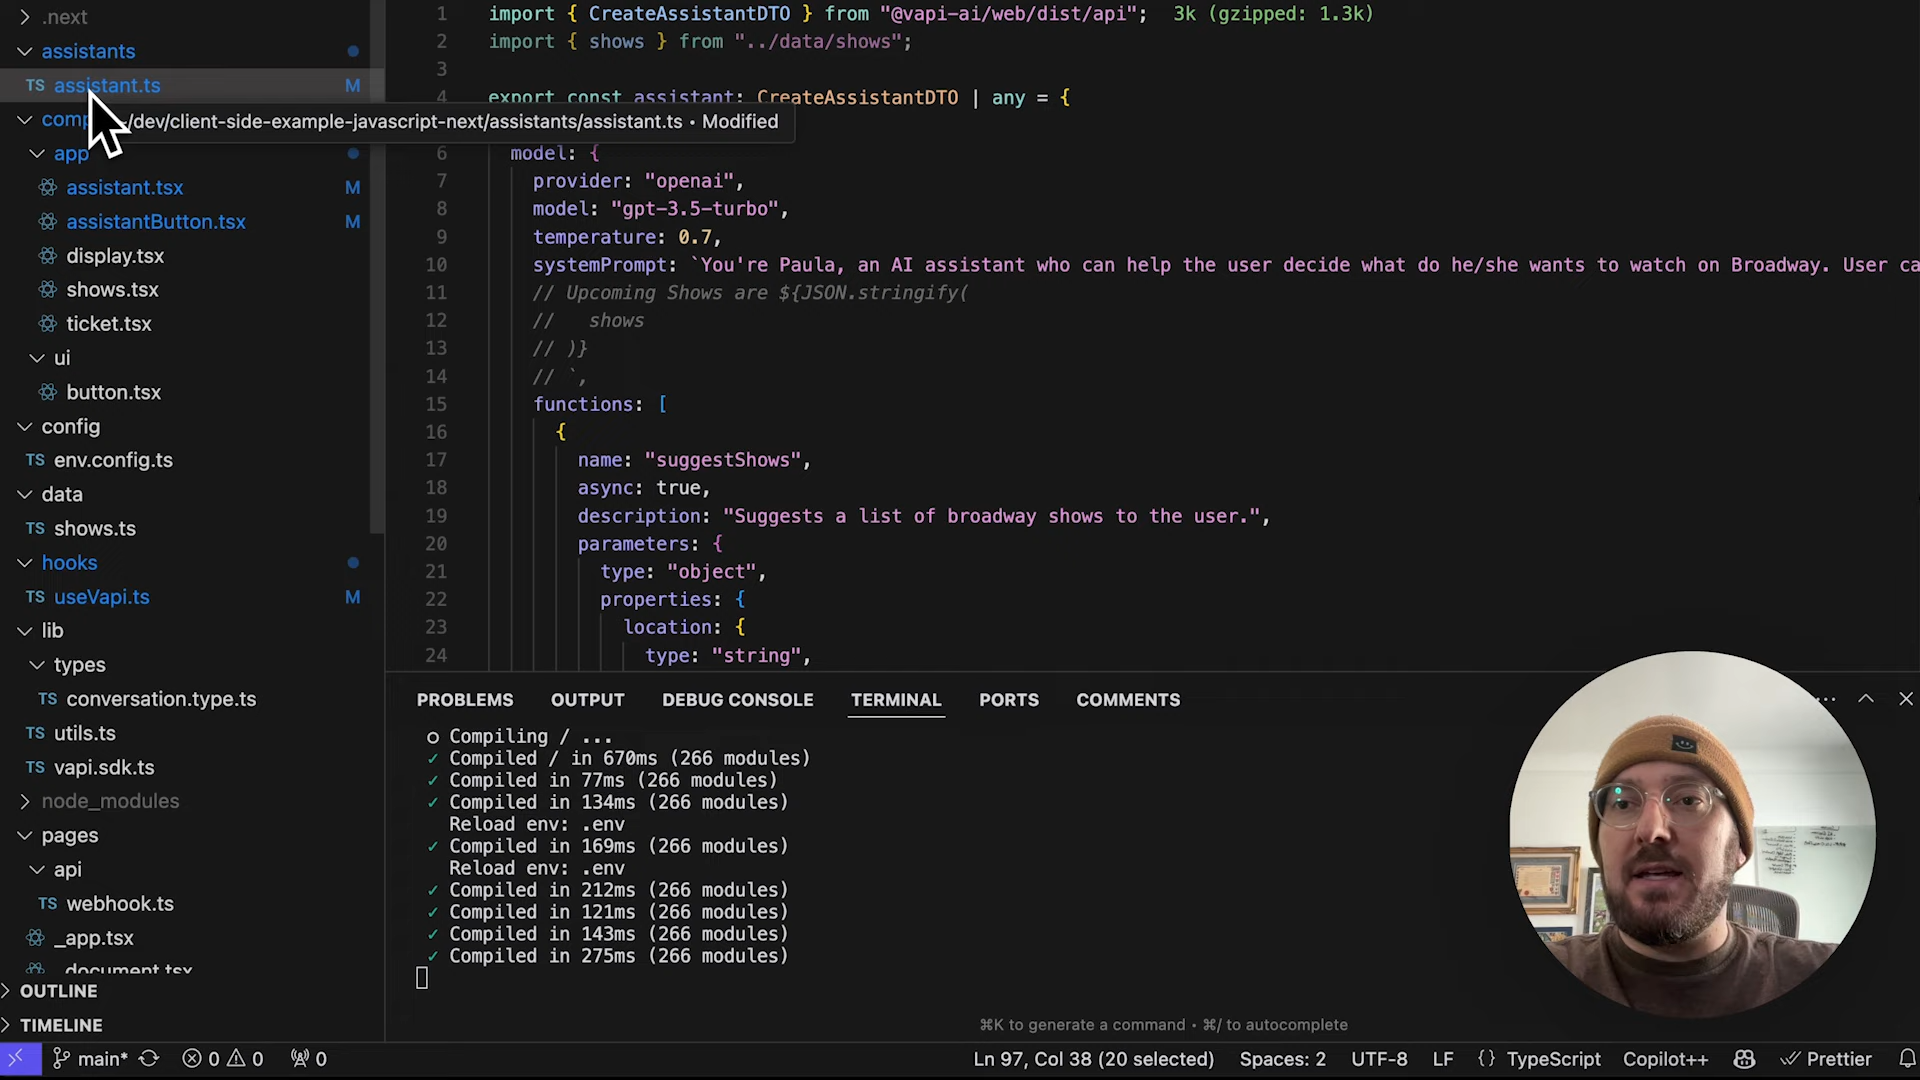 .next
assistants
TS assistant.ts M
comp
~/dev/client-side-example-javascript-next/assistants/assistant.ts • Modified
app
assistant.tsx M
assistantButton.tsx M
display.tsx
shows.tsx
ticket.tsx
ui
button.tsx
config
TS env.config.ts
data
TS shows.ts
hooks
TS useVapi.ts M
lib
types
TS conversation.type.ts
TS utils.ts
TS vapi.sdk.ts
node_modules
pages
api
TS webhook.ts
_app.tsx
_document.tsx
OUTLINE
TIMELINE
1 import { CreateAssistantDTO } from "@vapi-ai/web/dist/api"; 3k (gzipped: 1.3k)
2 import { shows } from "../data/shows";
3
4 export const assistant: CreateAssistantDTO | any = {
6 model: {
7 provider: "openai",
8 model: "gpt-3.5-turbo",
9 temperature: 0.7,
10 systemPrompt: `You're Paula, an AI assistant who can help the user decide what do he/she wants to watch on Broadway. User ca
11 // Upcoming Shows are ${JSON.stringify(
12 // shows
13 // )}
14 // `,
15 functions: [
16 {
17 name: "suggestShows",
18 async: true,
19 description: "Suggests a list of broadway shows to the user.",
20 parameters: {
21 type: "object",
22 properties: {
23 location: {
24 type: "string",
PROBLEMS OUTPUT DEBUG CONSOLE TERMINAL PORTS COMMENTS
○ Compiling / ...
✓ Compiled / in 670ms (266 modules)
✓ Compiled in 77ms (266 modules)
✓ Compiled in 134ms (266 modules)
Reload env: .env
✓ Compiled in 169ms (266 modules)
Reload env: .env
✓ Compiled in 212ms (266 modules)
✓ Compiled in 121ms (266 modules)
✓ Compiled in 143ms (266 modules)
✓ Compiled in 275ms (266 modules)
⌘K to generate a command • ⌘/ to autocomplete
main* 0 0 0 Ln 97, Col 38 (20 selected) Spaces: 2 UTF-8 LF {} TypeScript Copilot++ Prettier